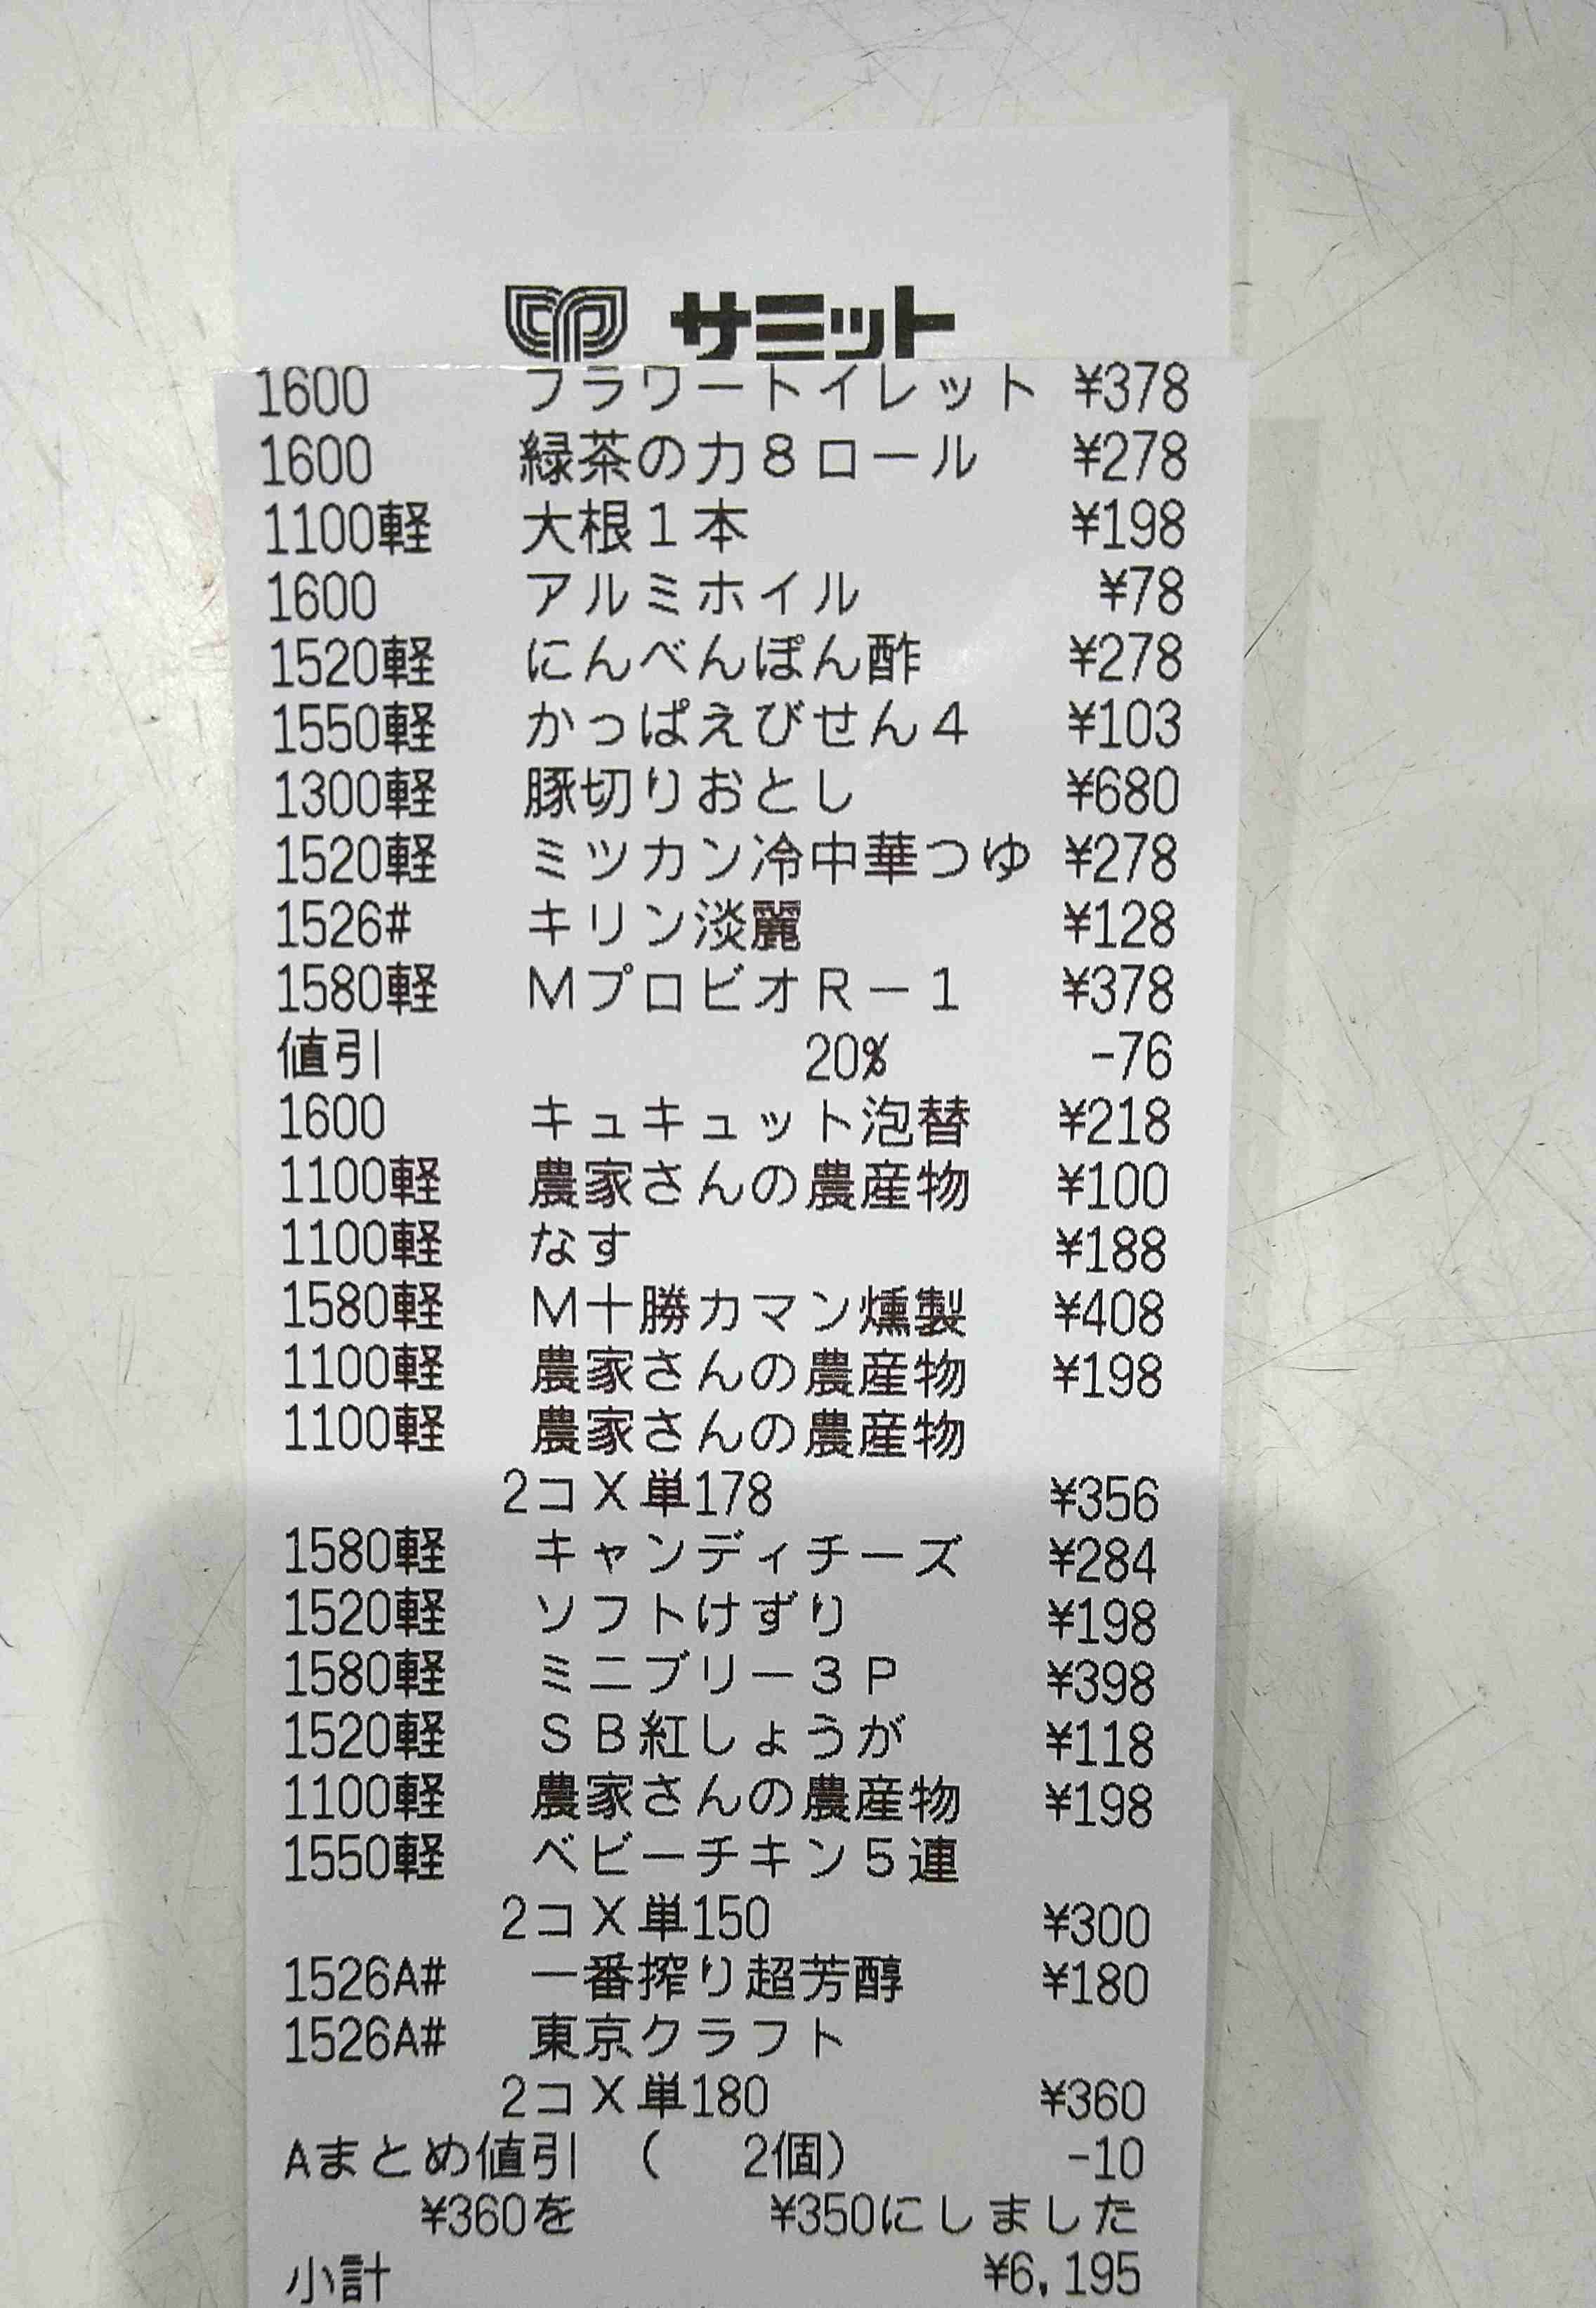 サミット
1600 フラワートイレット ¥378
1600 緑茶の力8ロール ¥278
1100軽 大根1本 ¥198
1600 アルミホイル ¥78
1520軽 にんべんぽん酢 ¥278
1550軽 かっぱえびせん4 ¥103
1300軽 豚切りおとし ¥680
1520軽 ミツカン冷中華つゆ ¥278
1526# キリン淡麗 ¥128
1580軽 MプロビオR-1 ¥378
値引 20% -76
1600 キュキュット泡替 ¥218
1100軽 農家さんの農産物 ¥100
1100軽 なす ¥188
1580軽 M十勝カマン燻製 ¥408
1100軽 農家さんの農産物 ¥198
1100軽 農家さんの農産物
2コX単178 ¥356
1580軽 キャンディチーズ ¥284
1520軽 ソフトけずり ¥198
1580軽 ミニブリー3P ¥398
1520軽 SB紅しょうが ¥118
1100軽 農家さんの農産物 ¥198
1550軽 ベビーチキン5連
2コX単150 ¥300
1526A# 一番搾り超芳醇 ¥180
1526A# 東京クラフト
2コX単180 ¥360
Aまとめ値引 ( 2個) -10
¥360を ¥350にしました
小計 ¥6,195